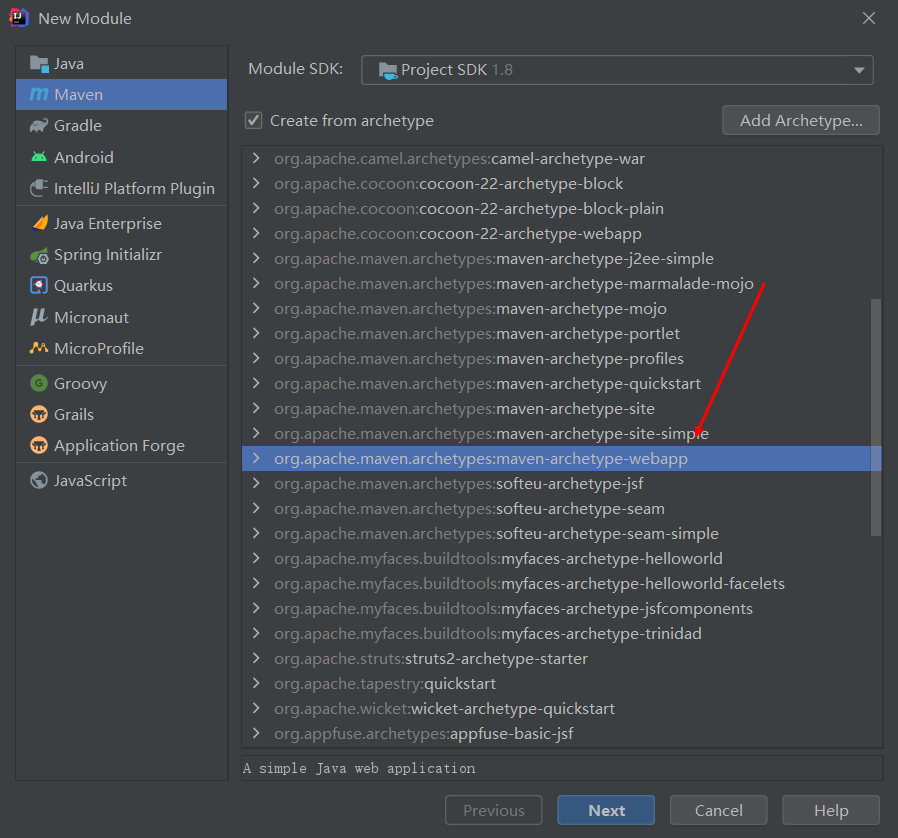 New Module
Java
Maven
Gradle
Android
IntelliJ Platform Plugin
Java Enterprise
Spring Initializr
Quarkus
Micronaut
MicroProfile
Groovy
Grails
Application Forge
JavaScript
Module SDK: Project SDK 1.8
Create from archetype
Add Archetype...
org.apache.camel.archetypes:camel-archetype-war
org.apache.cocoon:cocoon-22-archetype-block
org.apache.cocoon:cocoon-22-archetype-block-plain
org.apache.cocoon:cocoon-22-archetype-webapp
org.apache.maven.archetypes:maven-archetype-j2ee-simple
org.apache.maven.archetypes:maven-archetype-marmalade-mojo
org.apache.maven.archetypes:maven-archetype-mojo
org.apache.maven.archetypes:maven-archetype-portlet
org.apache.maven.archetypes:maven-archetype-profiles
org.apache.maven.archetypes:maven-archetype-quickstart
org.apache.maven.archetypes:maven-archetype-site
org.apache.maven.archetypes:maven-archetype-site-simple
org.apache.maven.archetypes:maven-archetype-webapp
org.apache.maven.archetypes:softeu-archetype-jsf
org.apache.maven.archetypes:softeu-archetype-seam
org.apache.maven.archetypes:softeu-archetype-seam-simple
org.apache.myfaces.buildtools:myfaces-archetype-helloworld
org.apache.myfaces.buildtools:myfaces-archetype-helloworld-facelets
org.apache.myfaces.buildtools:myfaces-archetype-jsfcomponents
org.apache.myfaces.buildtools:myfaces-archetype-trinidad
org.apache.struts:struts2-archetype-starter
org.apache.tapestry:quickstart
org.apache.wicket:wicket-archetype-quickstart
org.appfuse.archetypes:appfuse-basic-jsf
A simple Java web application
Previous
Next
Cancel
Help